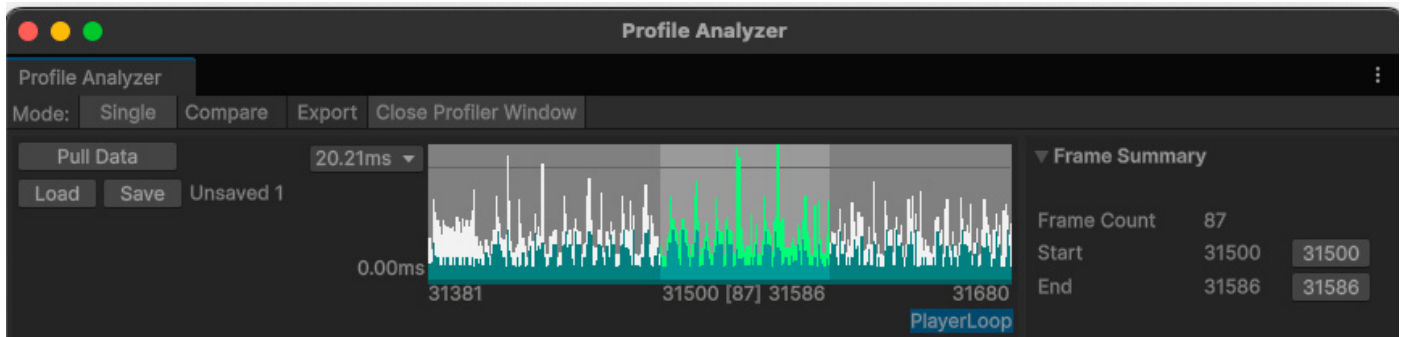 Profile Analyzer
Profile Analyzer
Mode: Single Compare Export Close Profiler Window
Pull Data 20.21ms Frame Summary
Load Save Unsaved 1
Frame Count 87
Start 31500 31500
0.00ms
End 31586 31586
31381 31500 [87] 31586 31680
PlayerLoop